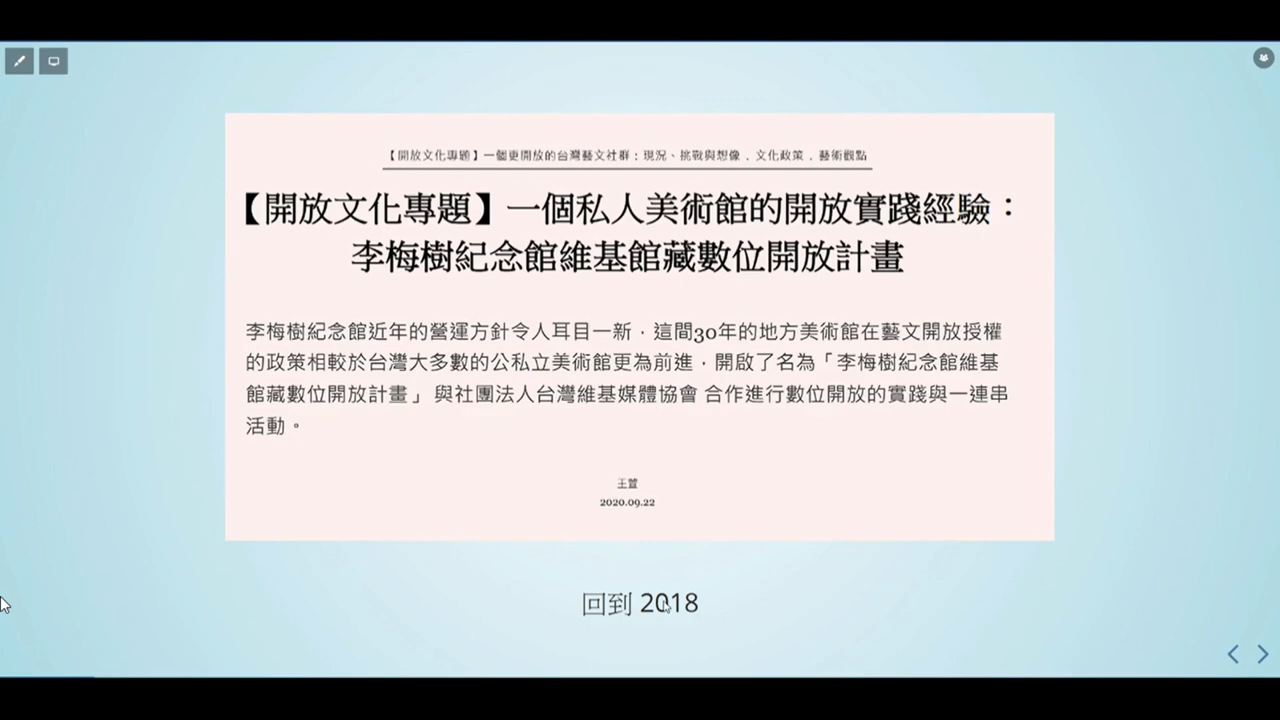 【開放文化專題】一個更開放的台灣藝文社群：現況、挑戰與想像 . 文化政策 . 藝術觀點
【開放文化專題】一個私人美術館的開放實踐經驗：
李梅樹紀念館維基館藏數位開放計畫
李梅樹紀念館近年的營運方針令人耳目一新，這間30年的地方美術館在藝文開放授權
的政策相較於台灣大多數的公私立美術館更為前進，開啟了名為「李梅樹紀念館維基
館藏數位開放計畫」 與社團法人台灣維基媒體協會 合作進行數位開放的實踐與一連串
活動。
王萱
2020.09.22
回到 2018